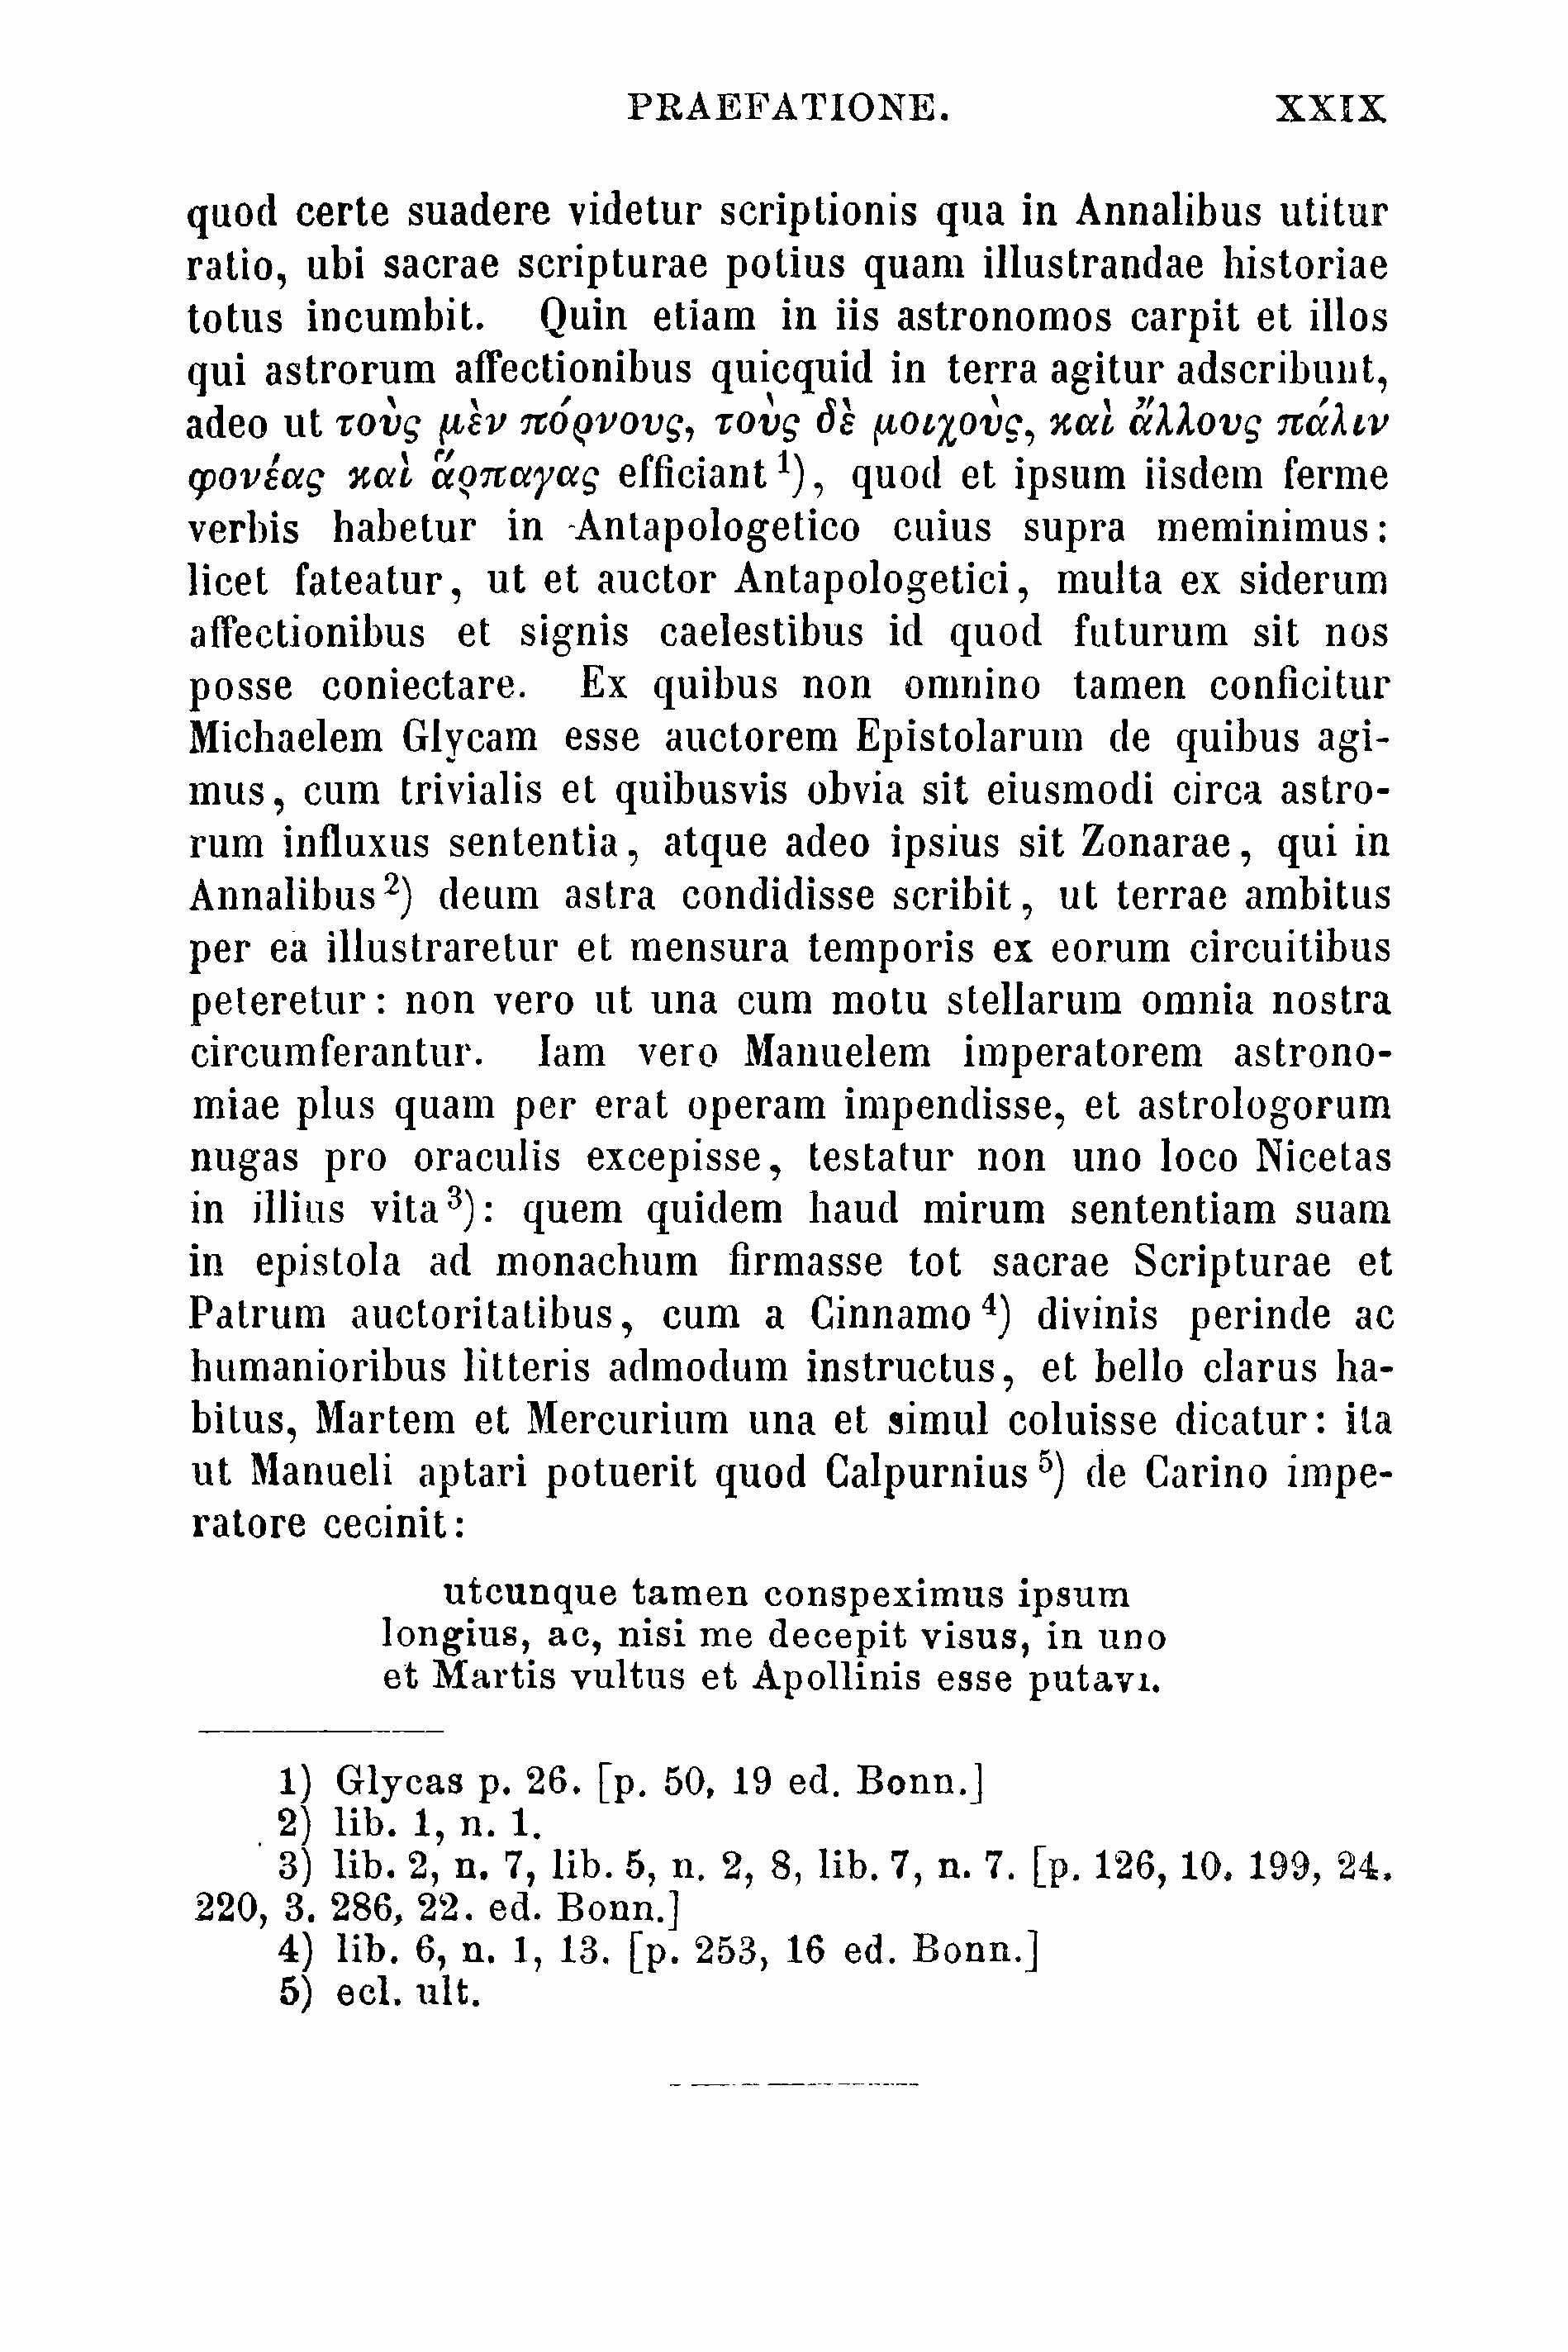 PRAEFATIONE. XXIX
quod certe suadere videtur scriptionis qua in Annalibus utitur
ratio, ubi sacrae scripturae potius quam illustrandae historiae
totus incumbit. Quin etiam in iis astronomos carpit et illos
qui astrorum affectionibus quicquid in terra agitur adscribunt,
adeo ut τοὺς μὲν πόρνους, τοὺς δὲ μοιχοὺς, καὶ ἄλλους πάλιν
φονέας καὶ ἅρπαγας efficiant 1), quod et ipsum iisdem ferme
verbis habetur in Antapologetico cuius supra meminimus:
licet fateatur, ut et auctor Antapologetici, multa ex siderum
affectionibus et signis caelestibus id quod futurum sit nos
posse coniectare. Ex quibus non omnino tamen conficitur
Michaelem Glycam esse auctorem Epistolarum de quibus agi-
mus, cum trivialis et quibusvis obvia sit eiusmodi circa astro-
rum influxus sententia, atque adeo ipsius sit Zonarae, qui in
Annalibus 2) deum astra condidisse scribit, ut terrae ambitus
per ea illustraretur et mensura temporis ex eorum circuitibus
peteretur: non vero ut una cum motu stellarum omnia nostra
circumferantur. Iam vero Manuelem imperatorem astrono-
miae plus quam per erat operam impendisse, et astrologorum
nugas pro oraculis excepisse, testatur non uno loco Nicetas
in illius vita 3): quem quidem haud mirum sententiam suam
in epistola ad monachum firmasse tot sacrae Scripturae et
Patrum auctoritatibus, cum a Cinnamo 4) divinis perinde ac
humanioribus litteris admodum instructus, et bello clarus ha-
bitus, Martem et Mercurium una et simul coluisse dicatur: ita
ut Manueli aptari potuerit quod Calpurnius 5) de Carino impe-
ratore cecinit:
utcunque tamen conspeximus ipsum
longius, ac, nisi me decepit visus, in uno
et Martis vultus et Apollinis esse putavi.
1) Glycas p. 26. [p. 50, 19 ed. Bonn.]
2) lib. 1, n. 1.
3) lib. 2, n. 7, lib. 5, n. 2, 8, lib. 7, n. 7. [p. 126, 10. 199, 24.
220, 3. 286, 22. ed. Bonn.]
4) lib. 6, n. 1, 13. [p. 253, 16 ed. Bonn.]
5) ecl. ult.